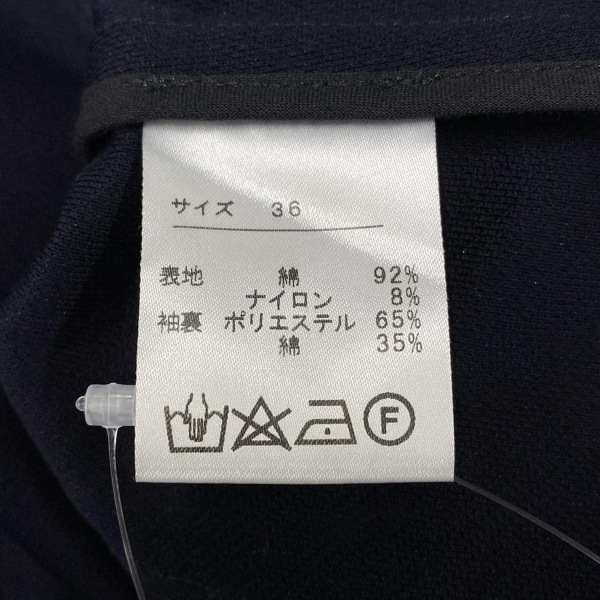 サイズ 36
表地 綿 92%
ナイロン 8%
袖裏 ポリエステル 65%
綿 35%
F